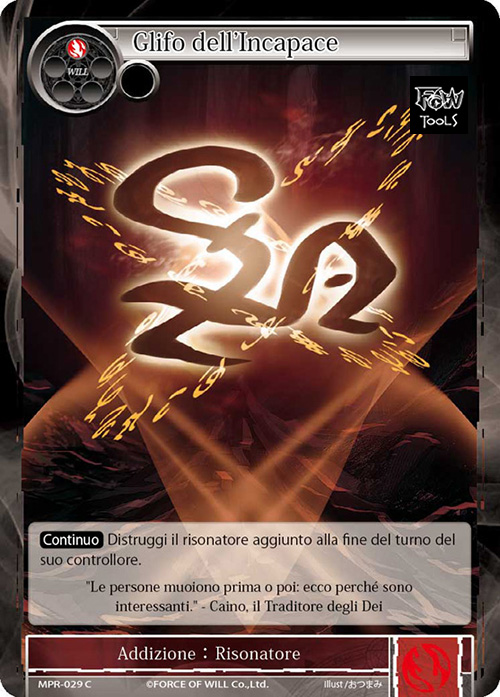 Glifo dell'Incapace
WILL
FoW
TOOLS
Continuo Distruggi il risonatore aggiunto alla fine del turno del
suo controllore.
"Le persone muoiono prima o poi: ecco perché sono
interessanti." - Caino, il Traditore degli Dei
Addizione : Risonatore
MPR-029 C ©FORCE OF WILL Co.,Ltd. illust/おつまみ